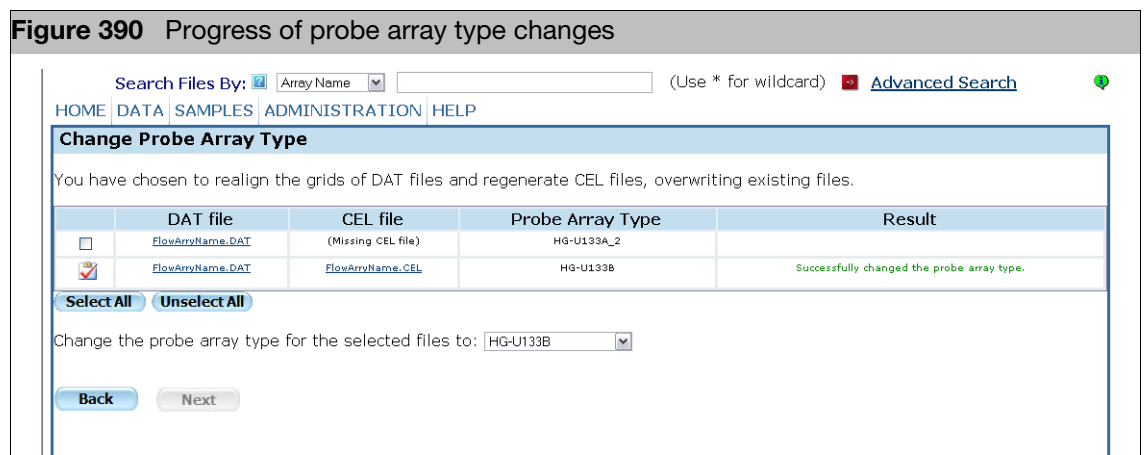 Figure 390 Progress of probe array type changes
Search Files By: ? Array Name (Use * for wildcard) Advanced Search
HOME DATA SAMPLES ADMINISTRATION HELP
Change Probe Array Type
You have chosen to realign the grids of DAT files and regenerate CEL files, overwriting existing files.
DAT file CEL file Probe Array Type Result
FlowArryName.DAT (Missing CEL file) HG-U133A_2
FlowArryName.DAT FlowArryName.CEL HG-U133B Successfully changed the probe array type.
Select All Unselect All
Change the probe array type for the selected files to: HG-U133B
Back Next